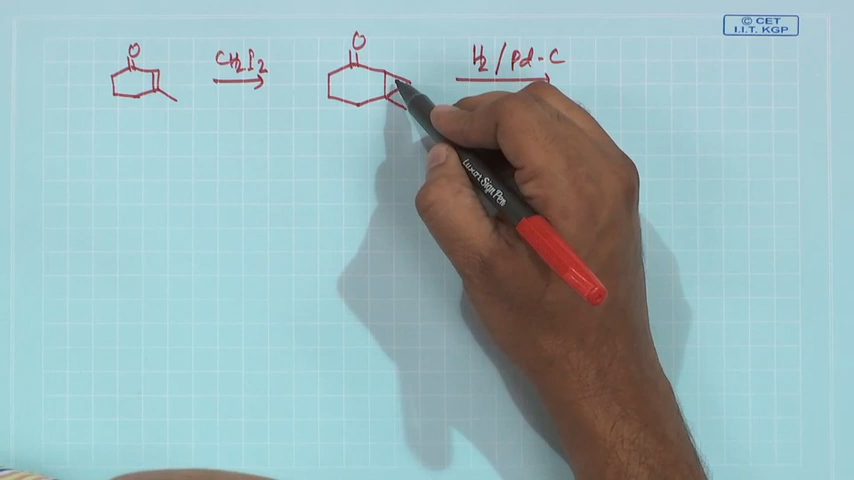 © CET
I.I.T. KGP
O
CH2I2
O
H2/Pd-C
Luxor Sign Pen